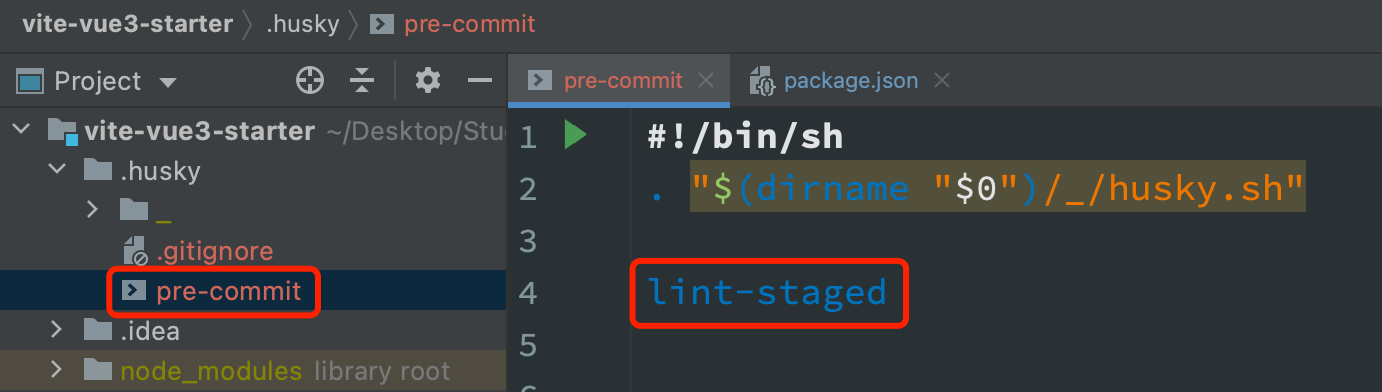 vite-vue3-starter .husky pre-commit
Project
pre-commit package.json
vite-vue3-starter ~/Desktop/Stu
.husky
_
.gitignore
pre-commit
.idea
node_modules library root
1 #!/bin/sh
2 . "$(dirname "$0")/_/husky.sh"
3
4 lint-staged
5